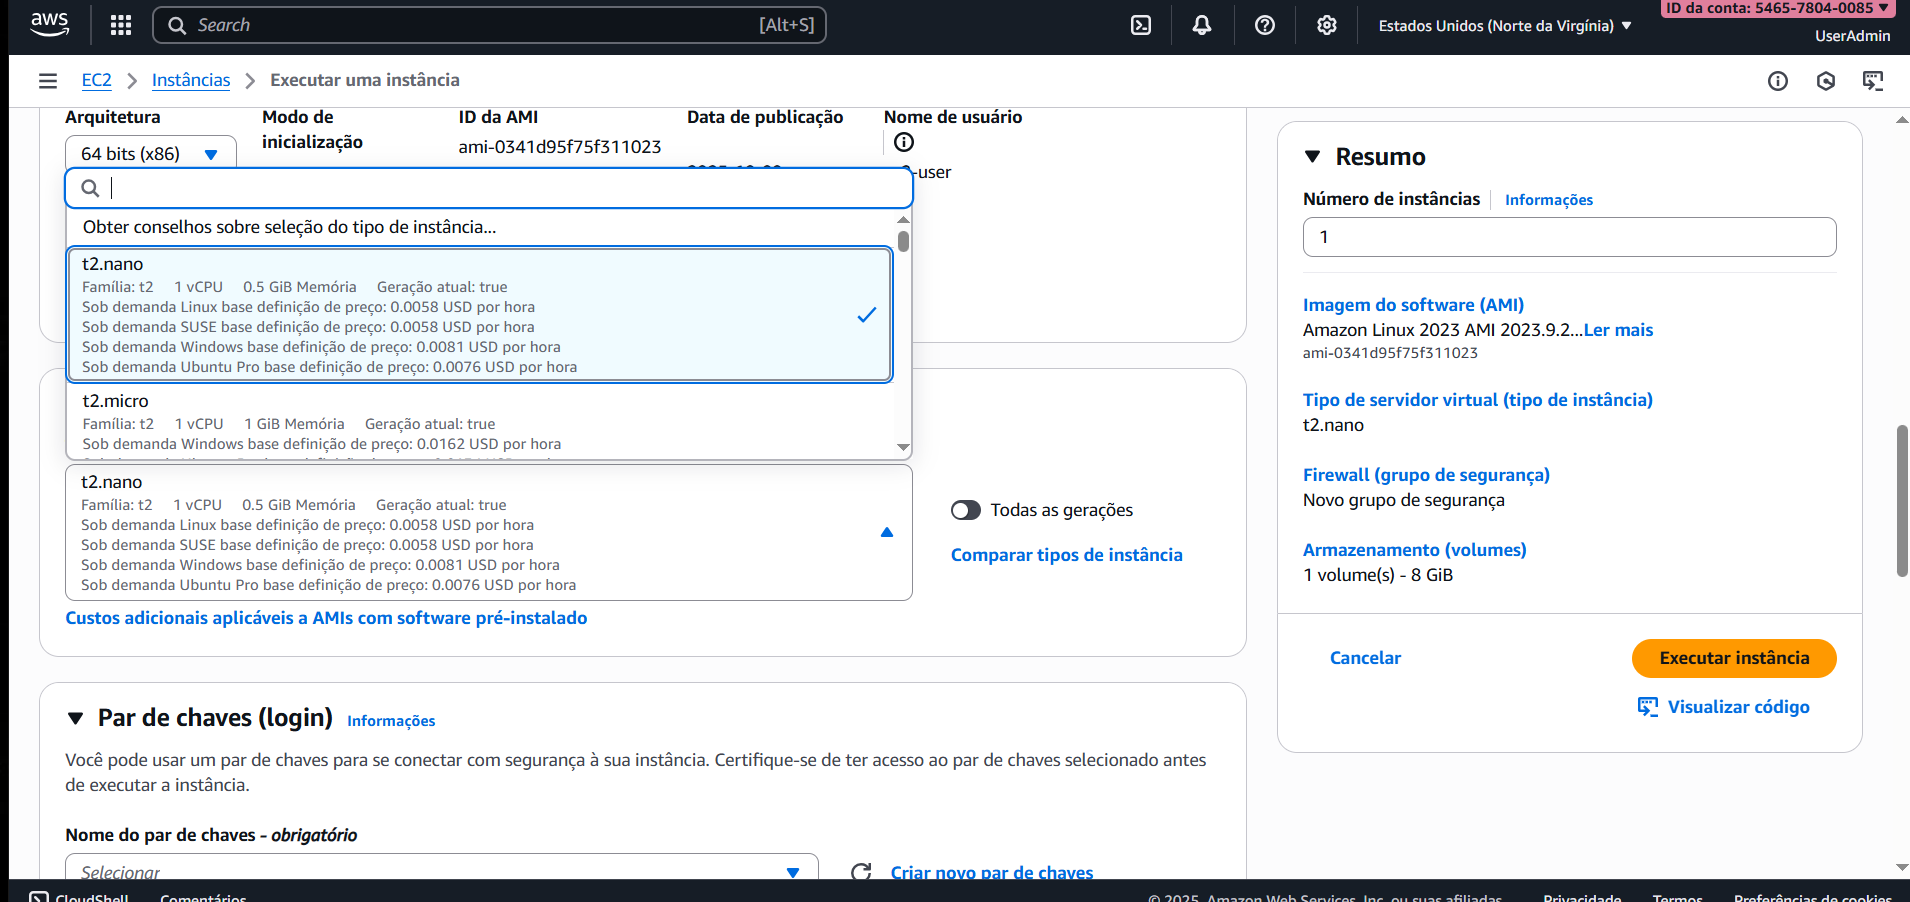 aws
Search
[Alt+S]
Estados Unidos (Norte da Virgínia)
ID da conta: 5465-7804-0085
UserAdmin
EC2
Instâncias
Executar uma instância
Arquitetura
64 bits (x86)
Modo de
inicialização
ID da AMI
ami-0341d95f75f311023
Data de publicação
Nome de usuário
-user
Obter conselhos sobre seleção do tipo de instância...
t2.nano
Família: t2 1 vCPU 0.5 GiB Memória Geração atual: true
Sob demanda Linux base definição de preço: 0.0058 USD por hora
Sob demanda SUSE base definição de preço: 0.0058 USD por hora
Sob demanda Windows base definição de preço: 0.0081 USD por hora
Sob demanda Ubuntu Pro base definição de preço: 0.0076 USD por hora
t2.micro
Família: t2 1 vCPU 1 GiB Memória Geração atual: true
Sob demanda Windows base definição de preço: 0.0162 USD por hora
t2.nano
Família: t2 1 vCPU 0.5 GiB Memória Geração atual: true
Sob demanda Linux base definição de preço: 0.0058 USD por hora
Sob demanda SUSE base definição de preço: 0.0058 USD por hora
Sob demanda Windows base definição de preço: 0.0081 USD por hora
Sob demanda Ubuntu Pro base definição de preço: 0.0076 USD por hora
Todas as gerações
Comparar tipos de instância
Custos adicionais aplicáveis a AMIs com software pré-instalado
Par de chaves (login)
Informações
Você pode usar um par de chaves para se conectar com segurança à sua instância. Certifique-se de ter acesso ao par de chaves selecionado antes
de executar a instância.
Nome do par de chaves - obrigatório
Selecionar
Criar novo par de chaves
Resumo
Número de instâncias
Informações
1
Imagem do software (AMI)
Amazon Linux 2023 AMI 2023.9.2...Ler mais
ami-0341d95f75f311023
Tipo de servidor virtual (tipo de instância)
t2.nano
Firewall (grupo de segurança)
Novo grupo de segurança
Armazenamento (volumes)
1 volume(s) - 8 GiB
Cancelar
Executar instância
Visualizar código
CloudShell
Comentários
© 2025, Amazon Web Services, Inc. ou suas afiliadas.
Privacidade
Termos
Preferências de cookies